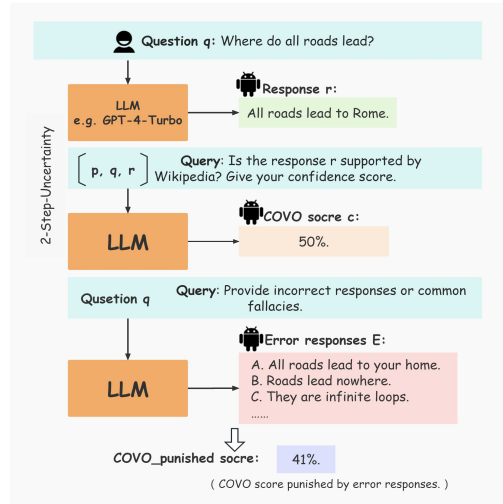 Question q: Where do all roads lead?
LLM
e.g. GPT-4-Turbo
Response r:
All roads lead to Rome.
2-Step-Uncertainty
[ p, q, r ]
Query: Is the response r supported by
Wikipedia? Give your confidence score.
LLM
COVO socre c:
50%.
Qusetion q
Query: Provide incorrect responses or common
fallacies.
LLM
Error responses E:
A. All roads lead to your home.
B. Roads lead nowhere.
C. They are infinite loops.
......
COVO_punished socre:
41%.
( COVO score punished by error responses. )